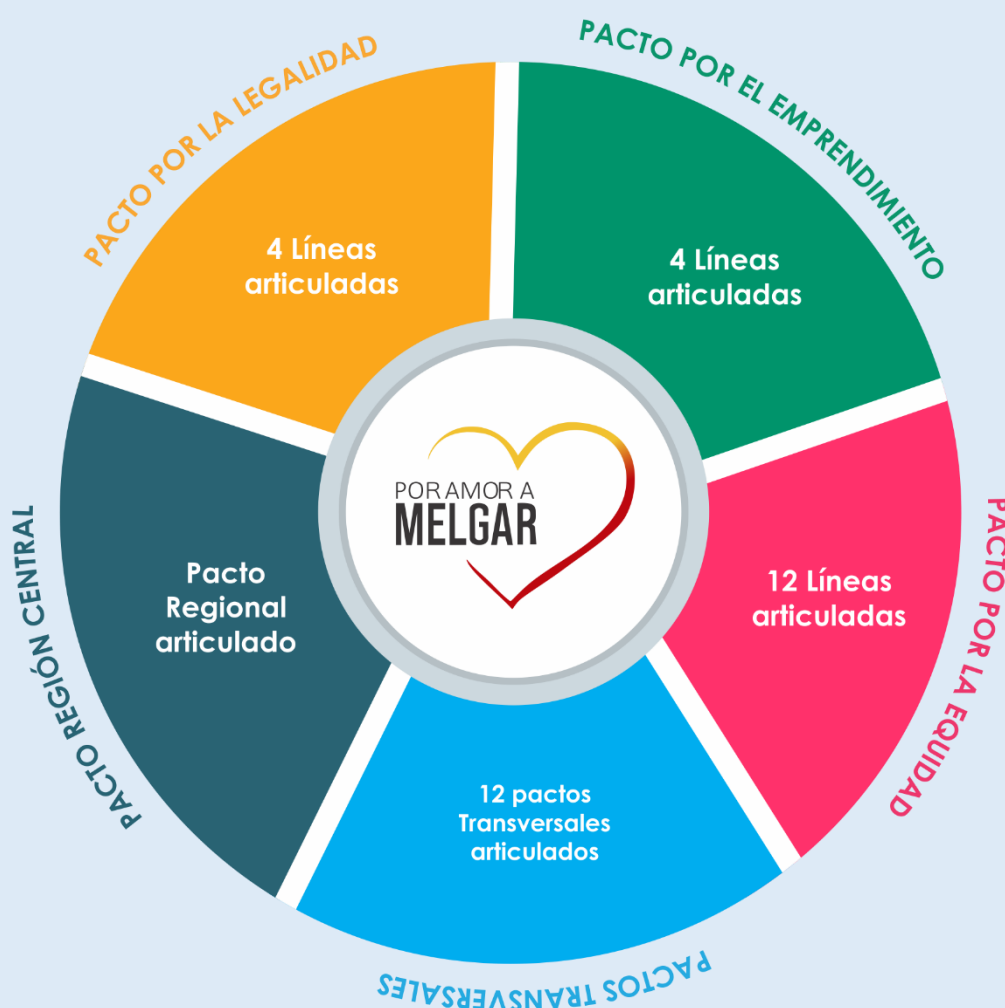 PACTO POR LA LEGALIDAD
4 Líneas
articuladas
PACTO POR EL EMPRENDIMIENTO
4 Líneas
articuladas
PACTO POR LA EQUIDAD
12 Líneas
articuladas
PACTOS TRANSVERSALES
12 pactos
Transversales
articulados
PACTO REGIÓN CENTRAL
Pacto
Regional
articulado
POR AMOR A
MELGAR